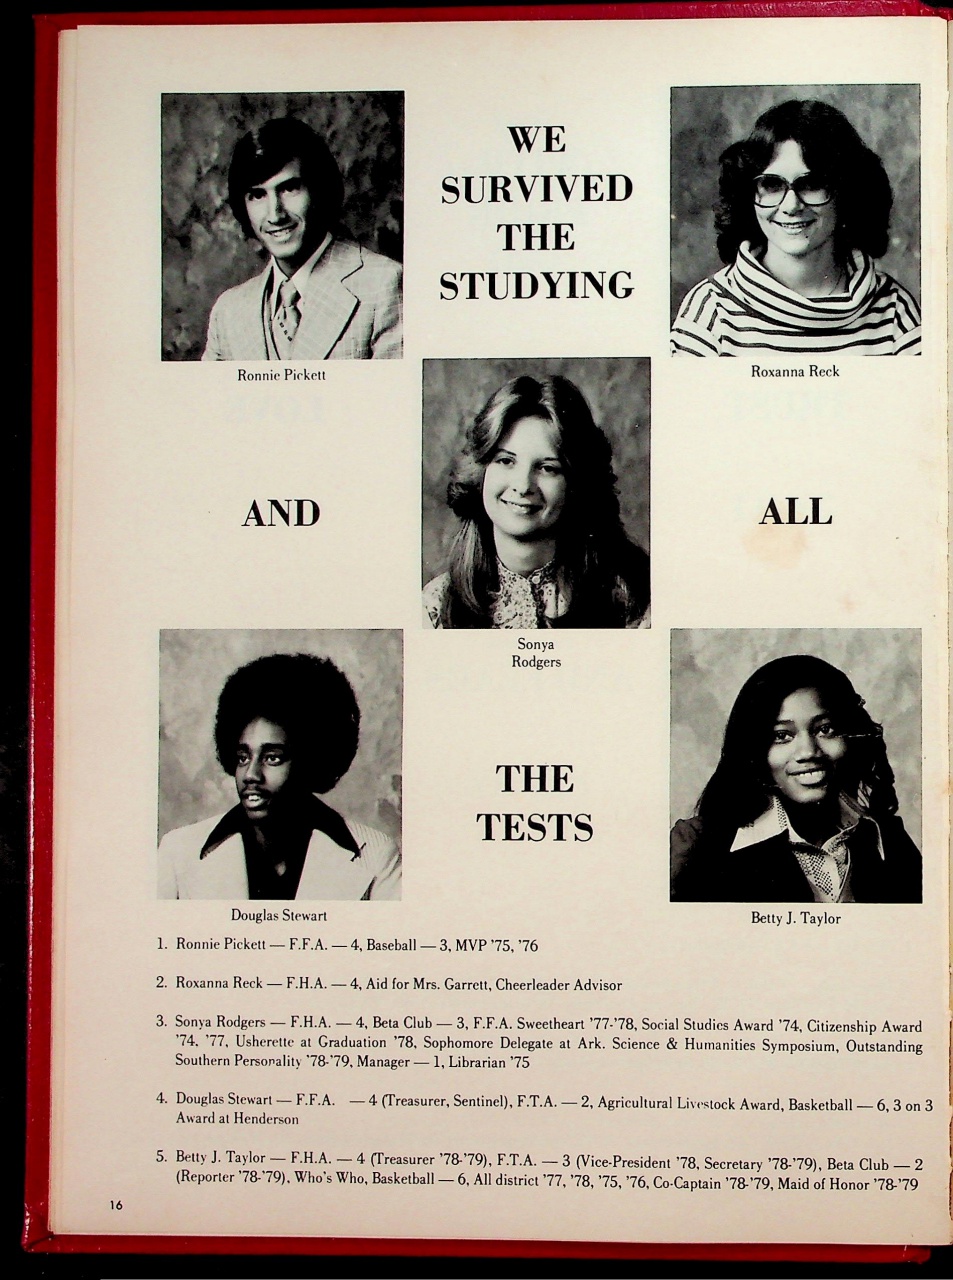 WE
SURVIVED
THE
STUDYING
Ronnie Pickett
Roxanna Reck
AND
ALL
Sonya
Rodgers
THE
TESTS
Douglas Stewart
Betty J. Taylor
1. Ronnie Pickett — F.F.A. — 4, Baseball — 3, MVP '75, '76
2. Roxanna Reck — F.H.A. — 4, Aid for Mrs. Garrett, Cheerleader Advisor
3. Sonya Rodgers — F.H.A. — 4, Beta Club — 3, F.F.A. Sweetheart '77-'78, Social Studies Award '74, Citizenship Award
'74, '77, Usherette at Graduation '78, Sophomore Delegate at Ark. Science & Humanities Symposium, Outstanding
Southern Personality '78-'79, Manager — 1, Librarian '75
4. Douglas Stewart — F.F.A. — 4 (Treasurer, Sentinel), F.T.A. — 2, Agricultural Livestock Award, Basketball — 6, 3 on 3
Award at Henderson
5. Betty J. Taylor — F.H.A. — 4 (Treasurer '78-'79), F.T.A. — 3 (Vice-President '78, Secretary '78-'79), Beta Club — 2
(Reporter '78-'79), Who's Who, Basketball — 6, All district '77, '78, '75, '76, Co-Captain '78-'79, Maid of Honor '78-'79
16